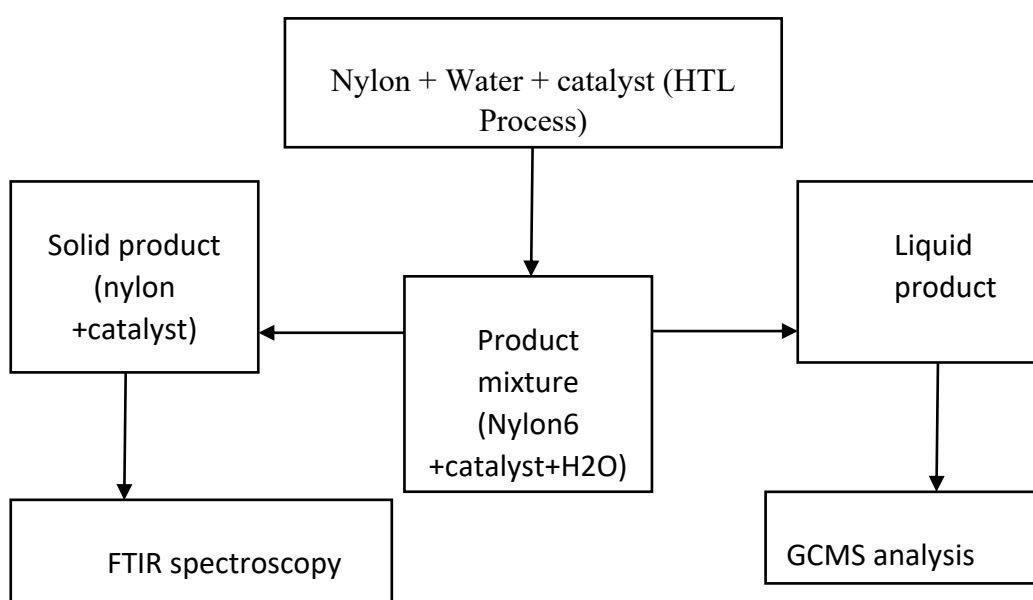 Nylon + Water + catalyst (HTL
Process)
Solid product
(nylon
+catalyst)
Product
mixture
(Nylon6
+catalyst+H2O)
Liquid
product
FTIR spectroscopy
GCMS analysis